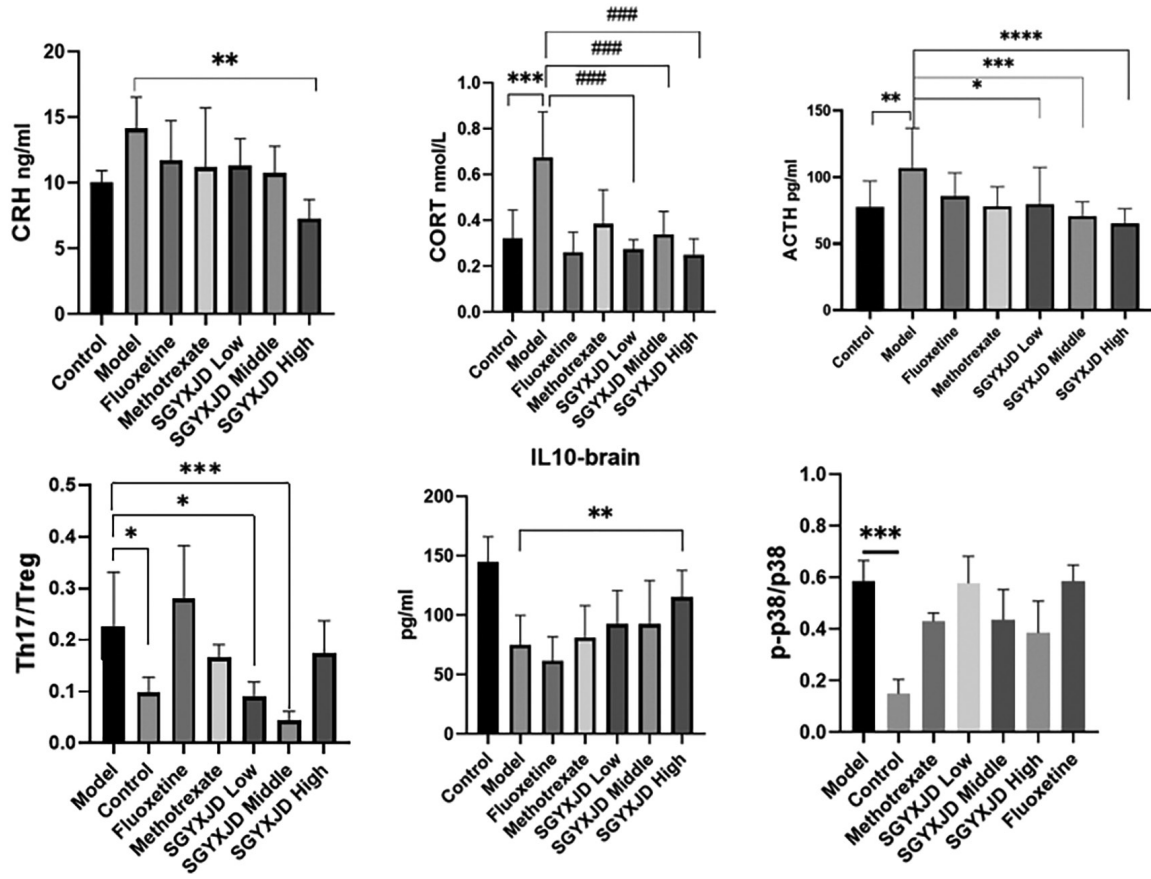 **
20
15
10
5
0
CRH ng/ml
Control
Model
Fluoxetine
Methotrexate
SGYXJD Low
SGYXJD Middle
SGYXJD High
###
###
*** ###
1.0
0.8
0.6
0.4
0.2
0.0
CORT nmol/L
Control
Model
Fluoxetine
Methotrexate
SGYXJD Low
SGYXJD Middle
SGYXJD High
****
***
** *
150
100
50
0
ACTH pg/ml
Control
Model
Fluoxetine
Methotrexate
SGYXJD Low
SGYXJD Middle
SGYXJD High
***
*
*
0.5
0.4
0.3
0.2
0.1
0.0
Th17/Treg
Model
Control
Fluoxetine
Methotrexate
SGYXJD Low
SGYXJD Middle
SGYXJD High
IL10-brain
**
200
150
100
50
0
pg/ml
Control
Model
Fluoxetine
Methotrexate
SGYXJD Low
SGYXJD Middle
SGYXJD High
***
1.0
0.8
0.6
0.4
0.2
0.0
p-p38/p38
Model
Control
Methotrexate
SGYXJD Low
SGYXJD Middle
SGYXJD High
Fluoxetine